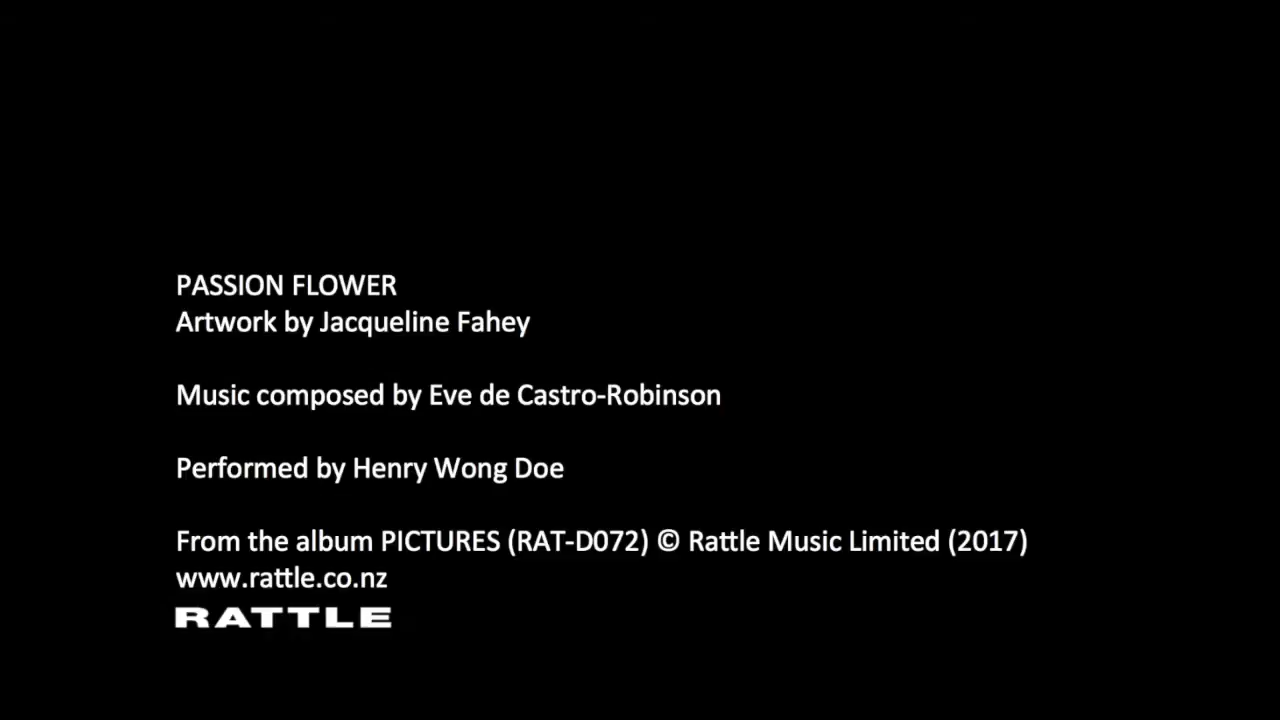 PASSION FLOWER
Artwork by Jacqueline Fahey
Music composed by Eve de Castro-Robinson
Performed by Henry Wong Doe
From the album PICTURES (RAT-D072) © Rattle Music Limited (2017)
www.rattle.co.nz
RATTLE